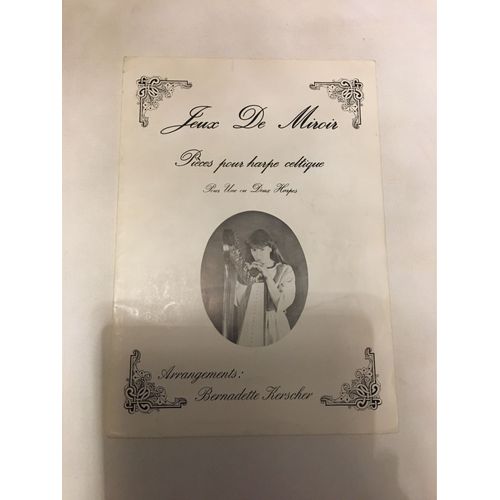 Jeux De Miroir
Pièces pour harpe celtique
Pour Une ou Deux Harpes
Arrangements:
Bernadette Kerscher